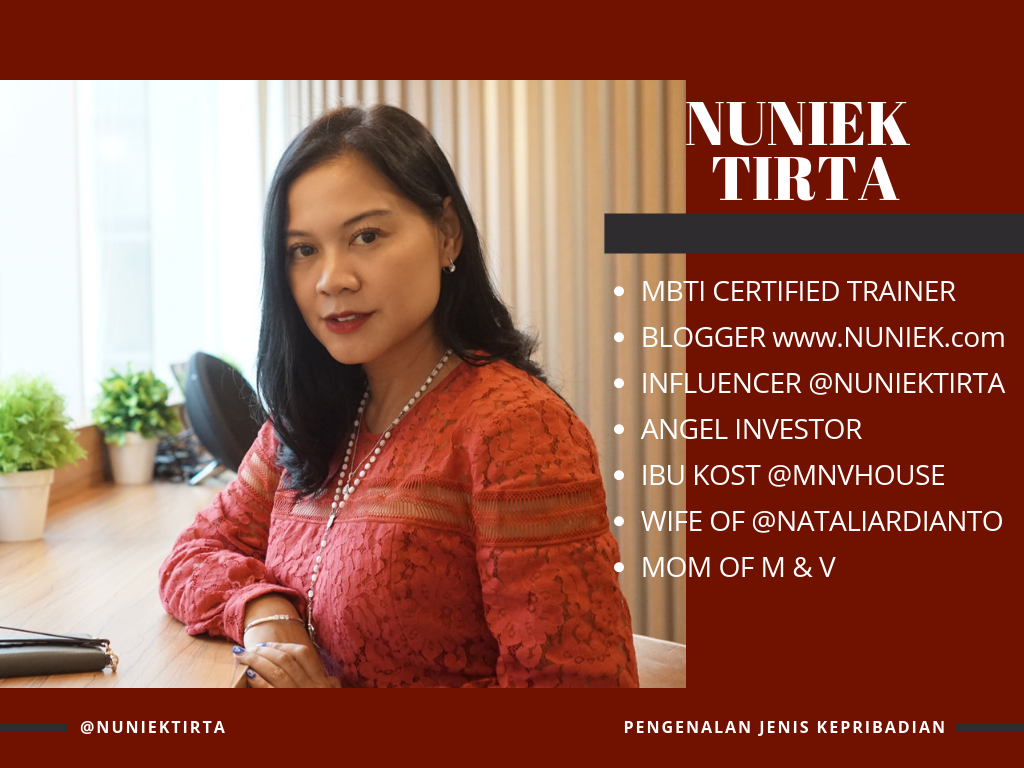 NUNIEK
TIRTA
MBTI CERTIFIED TRAINER
BLOGGER www.NUNIEK.com
INFLUENCER @NUNIEKTIRTA
ANGEL INVESTOR
IBU KOST @MNVHOUSE
WIFE OF @NATALIARDIANTO
MOM OF M & V
@NUNIEKTIRTA
PENGENALAN JENIS KEPRIBADIAN